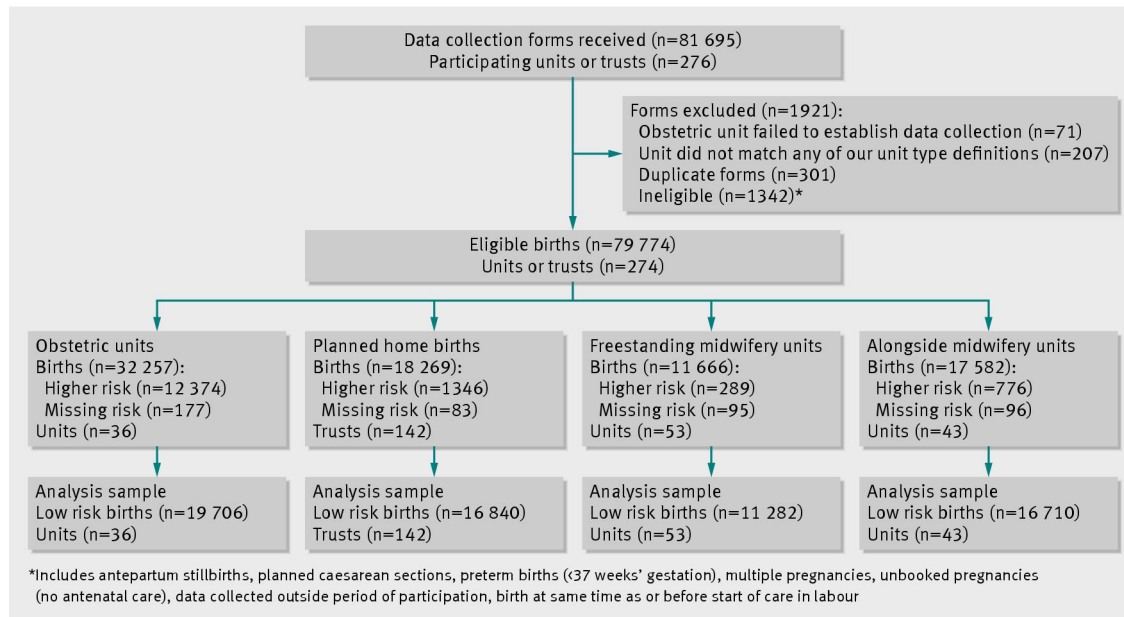 Data collection forms received (n=81 695)
Participating units or trusts (n=276)
Forms excluded (n=1921):
Obstetric unit failed to establish data collection (n=71)
Unit did not match any of our unit type definitions (n=207)
Duplicate forms (n=301)
Ineligible (n=1342)*
Eligible births (n=79 774)
Units or trusts (n=274)
Obstetric units
Births (n=32 257):
Higher risk (n=12 374)
Missing risk (n=177)
Units (n=36)
Planned home births
Births (n=18 269):
Higher risk (n=1346)
Missing risk (n=83)
Trusts (n=142)
Freestanding midwifery units
Births (n=11 666):
Higher risk (n=289)
Missing risk (n=95)
Units (n=53)
Alongside midwifery units
Births (n=17 582):
Higher risk (n=776)
Missing risk (n=96)
Units (n=43)
Analysis sample
Low risk births (n=19 706)
Units (n=36)
Analysis sample
Low risk births (n=16 840)
Trusts (n=142)
Analysis sample
Low risk births (n=11 282)
Units (n=53)
Analysis sample
Low risk births (n=16 710)
Units (n=43)
*Includes antepartum stillbirths, planned caesarean sections, preterm births (<37 weeks’ gestation), multiple pregnancies, unbooked pregnancies
(no antenatal care), data collected outside period of participation, birth at same time as or before start of care in labour